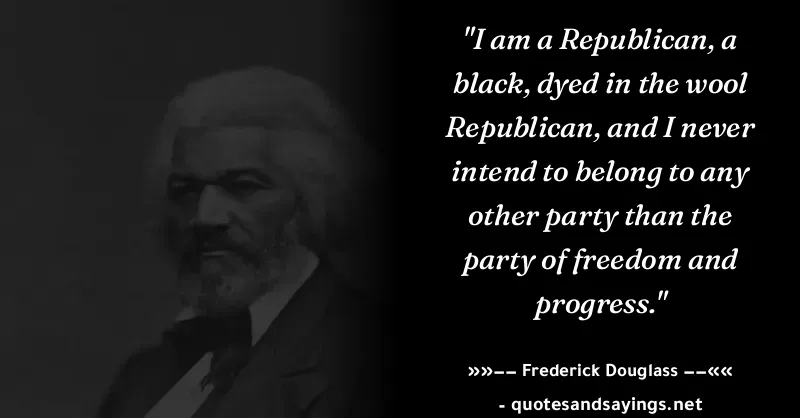 "I am a Republican, a
black, dyed in the wool
Republican, and I never
intend to belong to any
other party than the
party of freedom and
progress."
»»−− Frederick Douglass −−««
- quotesandsayings.net